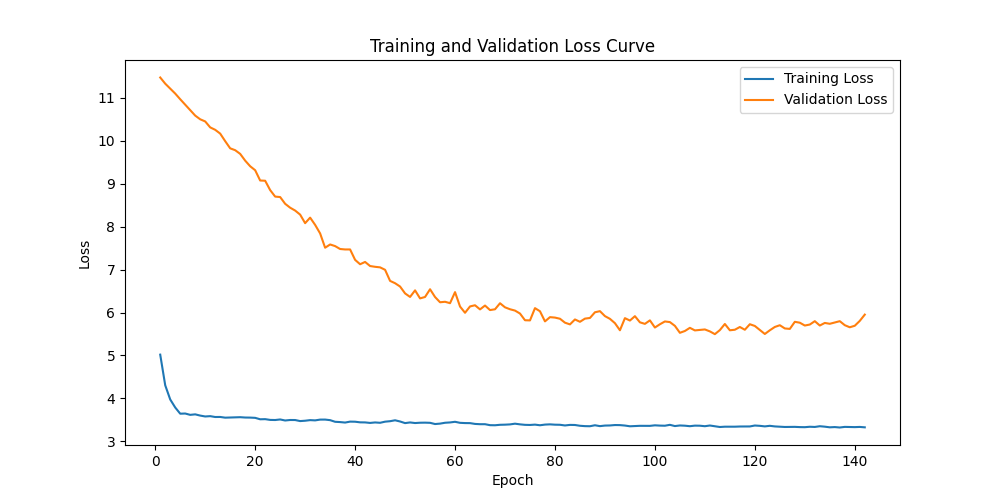 Training and Validation Loss Curve
Training Loss
Validation Loss
11
10
9
8
7
6
5
4
3
Loss
0 20 40 60 80 100 120 140
Epoch